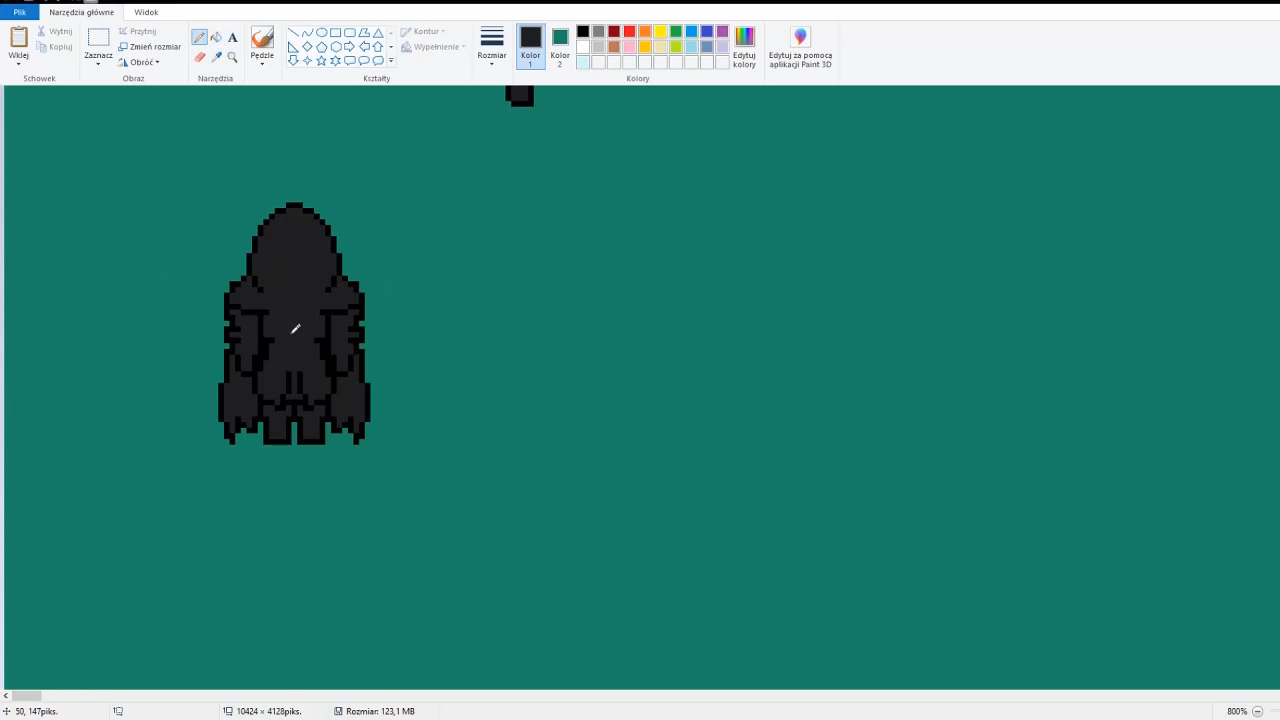 Plik Narzędzia główne Widok
Wklej
Wytnij
Kopiuj
Schowek
Zaznacz
Przytnij
Zmień rozmiar
Obróć
Obraz
A
Narzędzia
Pędzle
Kontur
Wypełnienie
Kształty
Rozmiar
Kolor
1
Kolor
2
Edytuj
kolory
Kolory
Edytuj za pomocą
aplikacji Paint 3D
50, 147piks. 10424 × 4128piks. Rozmiar: 123,1 MB 800%